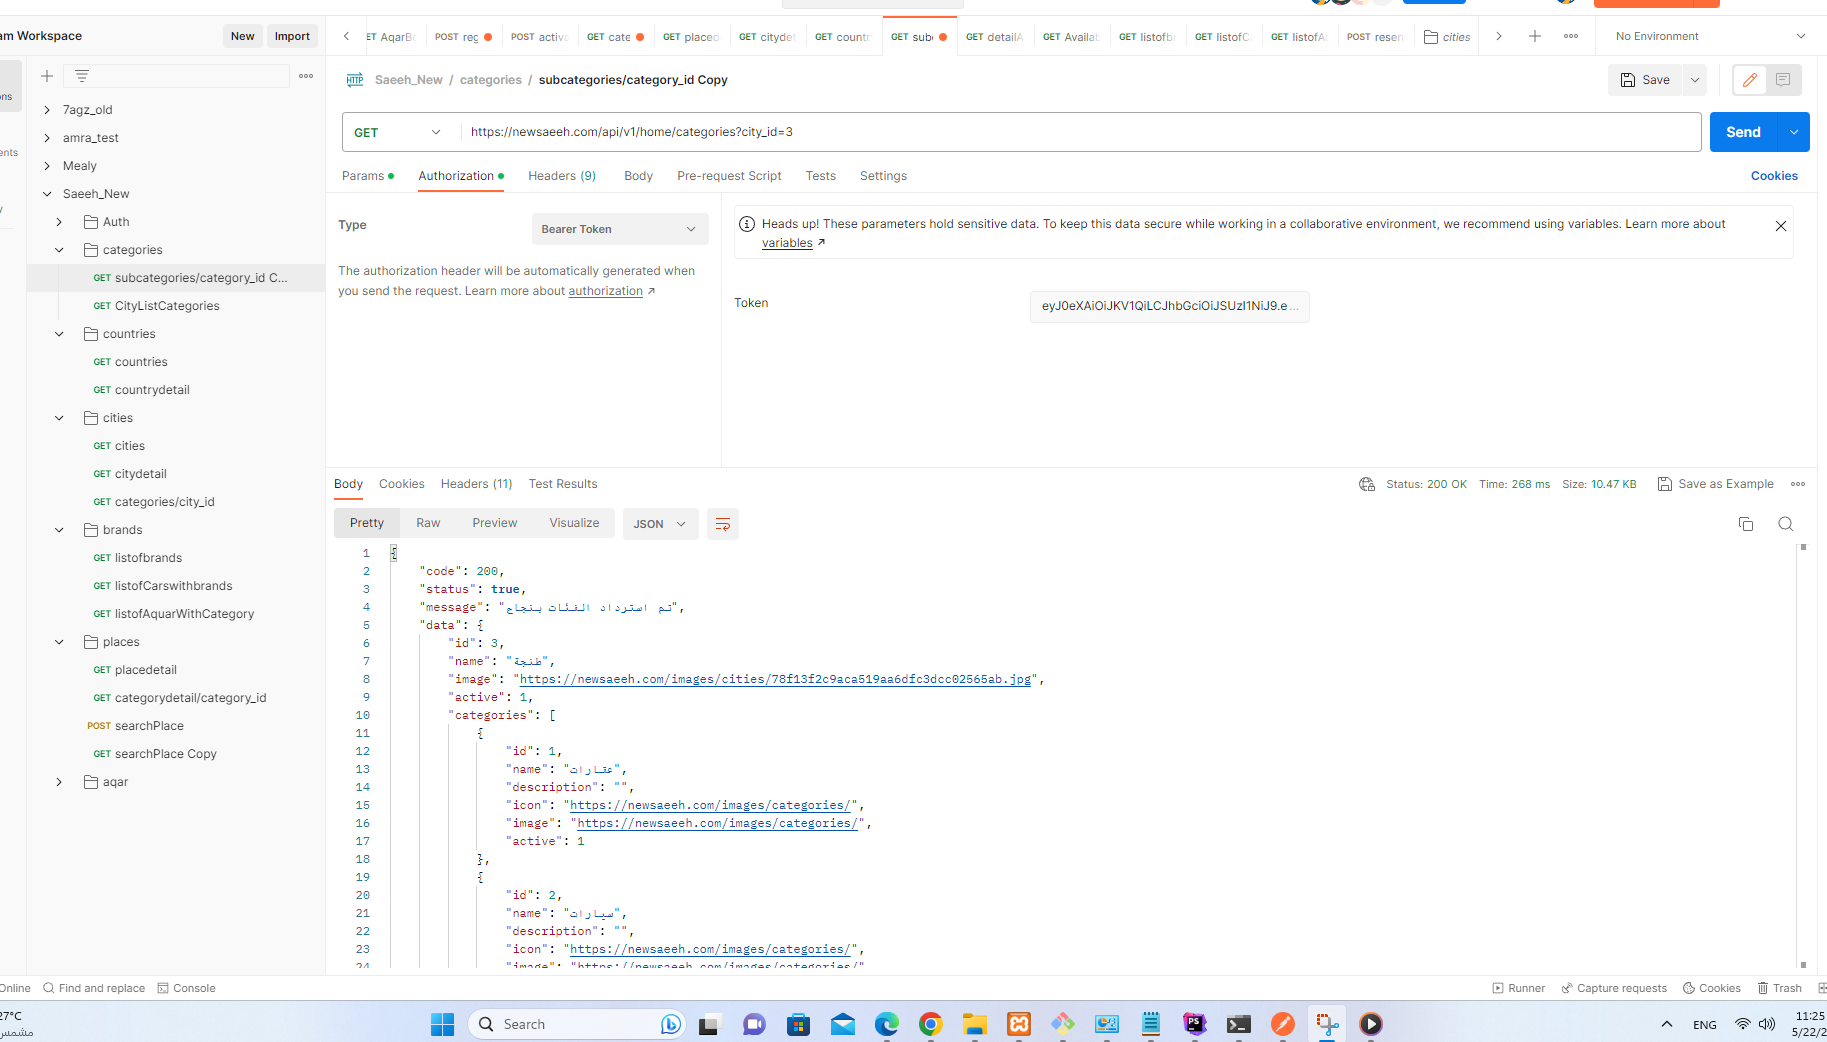 am Workspace
New
Import
ET AqarB
POST reg
POST activa
GET cate
GET placed
GET cityde
GET count
GET sub
GET detailA
GET Availa
GET listofb
GET listofC
GET listofA
POST resen
cities
No Environment
Saeeh_New / categories / subcategories/category_id Copy
Save
GET
https://newsaeeh.com/api/v1/home/categories?city_id=3
Send
Params
Authorization
Headers (9)
Body
Pre-request Script
Tests
Settings
Cookies
ons
ents
7agz_old
amra_test
Mealy
Saeeh_New
Auth
categories
GET subcategories/category_id C...
GET CityListCategories
countries
GET countries
GET countrydetail
cities
GET cities
GET citydetail
GET categories/city_id
brands
GET listofbrands
GET listofCarswithbrands
GET listofAquarWithCategory
places
GET placedetail
GET categorydetail/category_id
POST searchPlace
GET searchPlace Copy
aqar
Type
Bearer Token
The authorization header will be automatically generated when
you send the request. Learn more about authorization ↗
Heads up! These parameters hold sensitive data. To keep this data secure while working in a collaborative environment, we recommend using variables. Learn more about
variables ↗
Token
eyJ0eXAiOiJKV1QiLCJhbGciOiJSUzI1NiJ9.e...
Body
Cookies
Headers (11)
Test Results
Status: 200 OK
Time: 268 ms
Size: 10.47 KB
Save as Example
Pretty
Raw
Preview
Visualize
JSON
1 {
2 "code": 200,
3 "status": true,
4 "message": "تم استرداد الفئات بنجاح",
5 "data": {
6 "id": 3,
7 "name": "طنجة",
8 "image": "https://newsaeeh.com/images/cities/78f13f2c9aca519aa6dfc3dcc02565ab.jpg",
9 "active": 1,
10 "categories": [
11 {
12 "id": 1,
13 "name": "عقارات",
14 "description": "",
15 "icon": "https://newsaeeh.com/images/categories/",
16 "image": "https://newsaeeh.com/images/categories/",
17 "active": 1
18 },
19 {
20 "id": 2,
21 "name": "سيارات",
22 "description": "",
23 "icon": "https://newsaeeh.com/images/categories/",
24 "image": "https://newsaeeh.com/images/categories/"
Online
Find and replace
Console
Runner
Capture requests
Cookies
Trash
27°C
مشمس
Search
PS
ENG
11:25
5/22/2